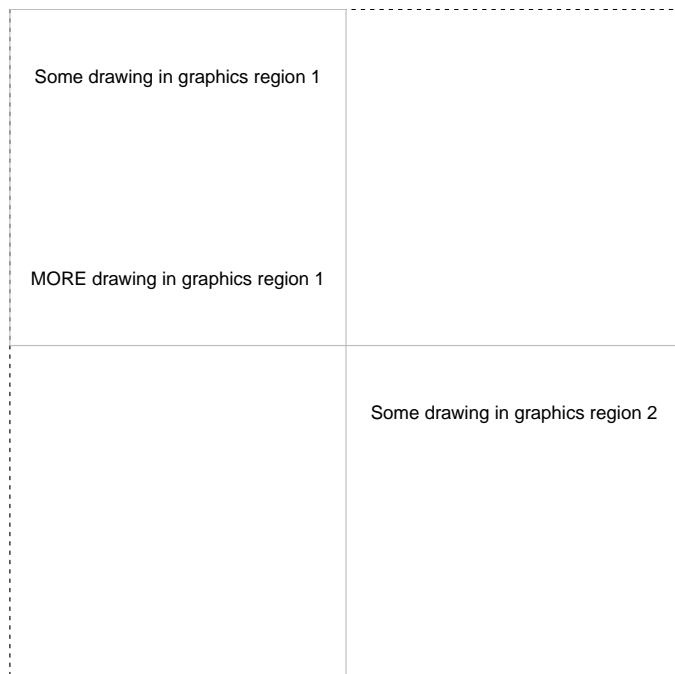 Some drawing in graphics region 1
MORE drawing in graphics region 1
Some drawing in graphics region 2